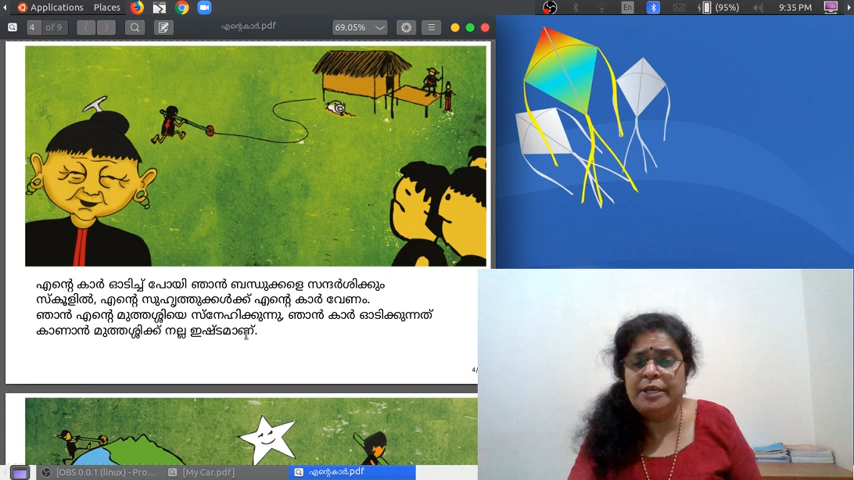 Applications Places En (95%) 9:35 PM
4 of 9 എന്റെകാർ.pdf 69.05%
എന്റെ കാർ ഓടിച്ച് പോയി ഞാൻ ബന്ധുക്കളെ സന്ദർശിക്കും
സ്കൂളിൽ, എന്റെ സുഹൃത്തുക്കൾക്ക് എന്റെ കാർ വേണം.
ഞാൻ എന്റെ മുത്തശ്ശിയെ സ്നേഹിക്കുന്നു, ഞാൻ കാർ ഓടിക്കുന്നത്
കാണാൻ മുത്തശ്ശിക്ക് നല്ല ഇഷ്ടമാണ്.
4/
[OBS 0.0.1 (linux) - Pro... [My Car.pdf] എന്റെകാർ.pdf